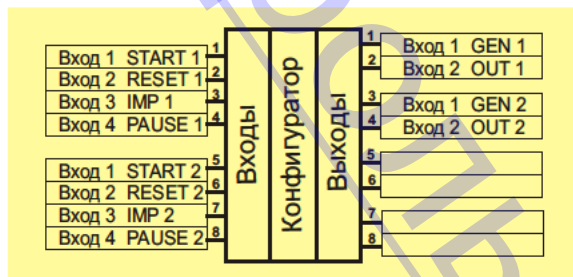 1 Вход 1 START 1
2 Вход 2 RESET 1
3 Вход 3 IMP 1
4 Вход 4 PAUSE 1
5 Вход 1 START 2
6 Вход 2 RESET 2
7 Вход 3 IMP 2
8 Вход 4 PAUSE 2
Входы
Конфигуратор
Выходы
1 Вход 1 GEN 1
2 Вход 2 OUT 1
3 Вход 1 GEN 2
4 Вход 2 OUT 2
5
6
7
8